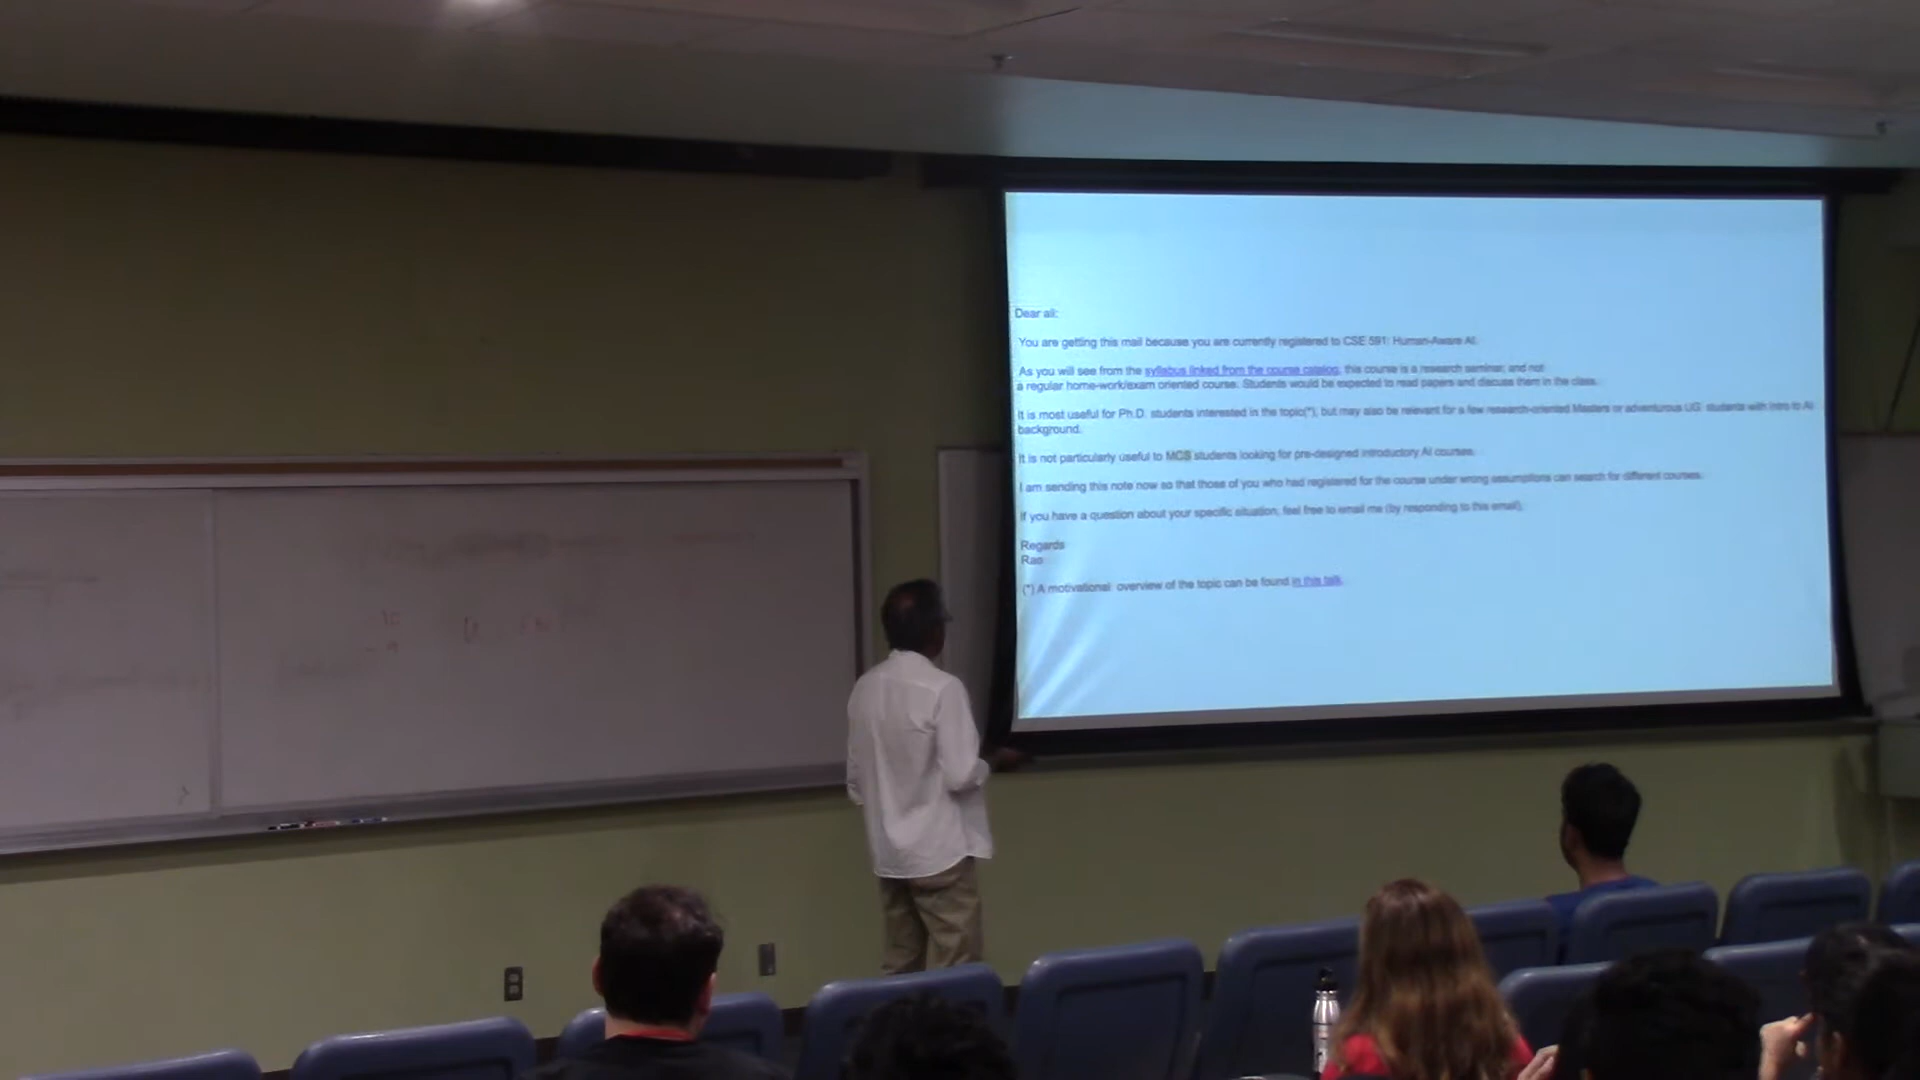 Dear all:
You are getting this mail because you are currently registered to CSE 591: Human-Aware AI.
As you will see from the syllabus linked from the course catalog, this course is a research seminar, and not
a regular home-work/exam oriented course. Students would be expected to read papers and discuss them in the class.
It is most useful for Ph.D. students interested in the topic(*), but may also be relevant for a few research-oriented Masters or adventurous UG students with Intro to AI
background.
It is not particularly useful to MCS students looking for pre-designed introductory AI courses.
I am sending this note now so that those of you who had registered for the course under wrong assumptions can search for different courses.
If you have a question about your specific situation, feel free to email me (by responding to this email).
Regards
Rao
(*) A motivational overview of the topic can be found in this talk.